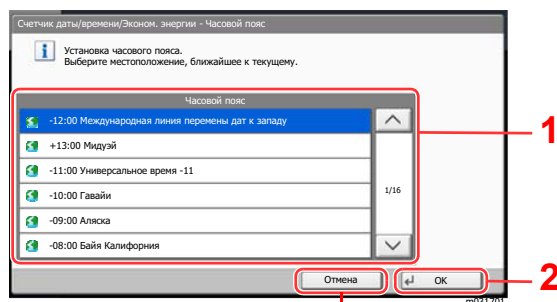 Счетчик даты/времени/Эконом. энергии - Часовой пояс
Установка часового пояса.
Выберите местоположение, ближайшее к текущему.
Часовой пояс
-12:00 Международная линия перемены дат к западу
+13:00 Мидуэй
-11:00 Универсальное время -11
-10:00 Гавайи
1/16
-09:00 Аляска
-08:00 Байя Калифорния
1
Отмена
OK
2
m031701